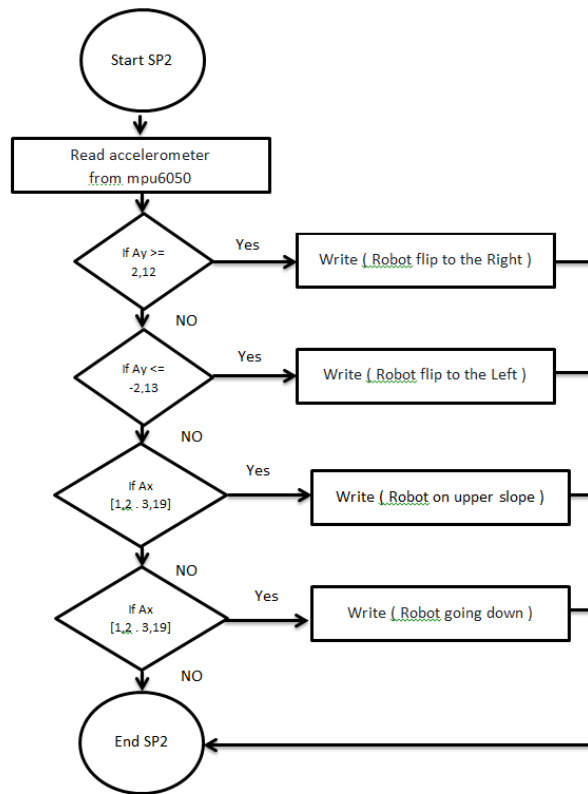 Start SP2
Read accelerometer
from mpu6050
If Ay >=
2,12
Yes
Write ( Robot flip to the Right )
NO
If Ay <=
-2,13
Yes
Write ( Robot flip to the Left )
NO
If Ax
[1,2 . 3,19]
Yes
Write ( Robot on upper slope )
NO
If Ax
[1,2 . 3,19]
Yes
Write ( Robot going down )
NO
End SP2